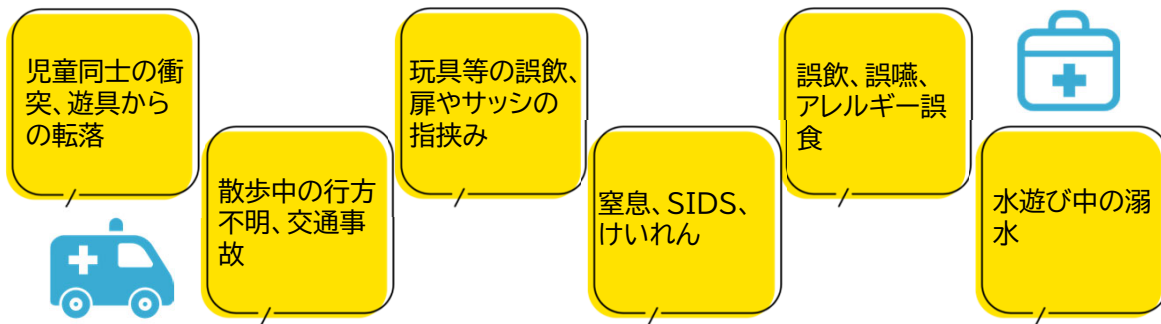 児童同士の衝
突、遊具から
の転落
散歩中の行方
不明、交通事
故
玩具等の誤飲、
扉やサッシの
指挟み
窒息、SIDS、
けいれん
誤飲、誤嚥、
アレルギー誤
食
水遊び中の溺
水